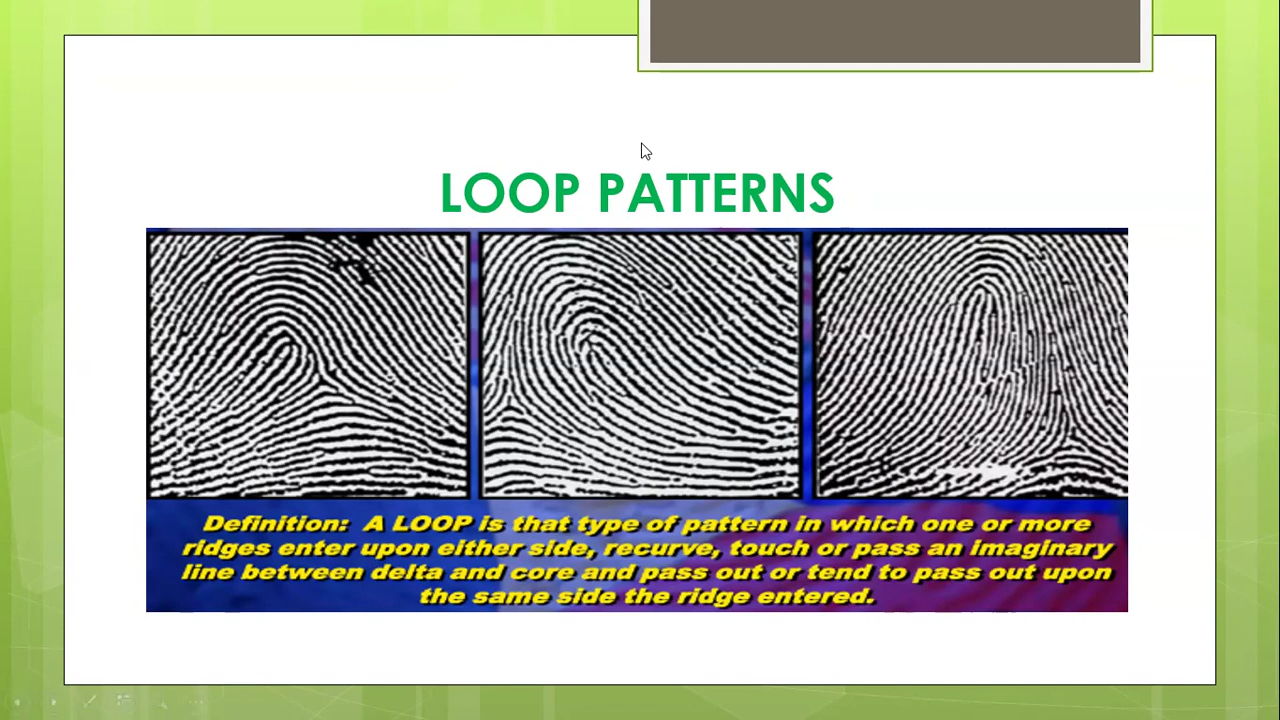 LOOP PATTERNS
Definition: A LOOP is that type of pattern in which one or more
ridges enter upon either side, recurve, touch or pass an imaginary
line between delta and core and pass out or tend to pass out upon
the same side the ridge entered.